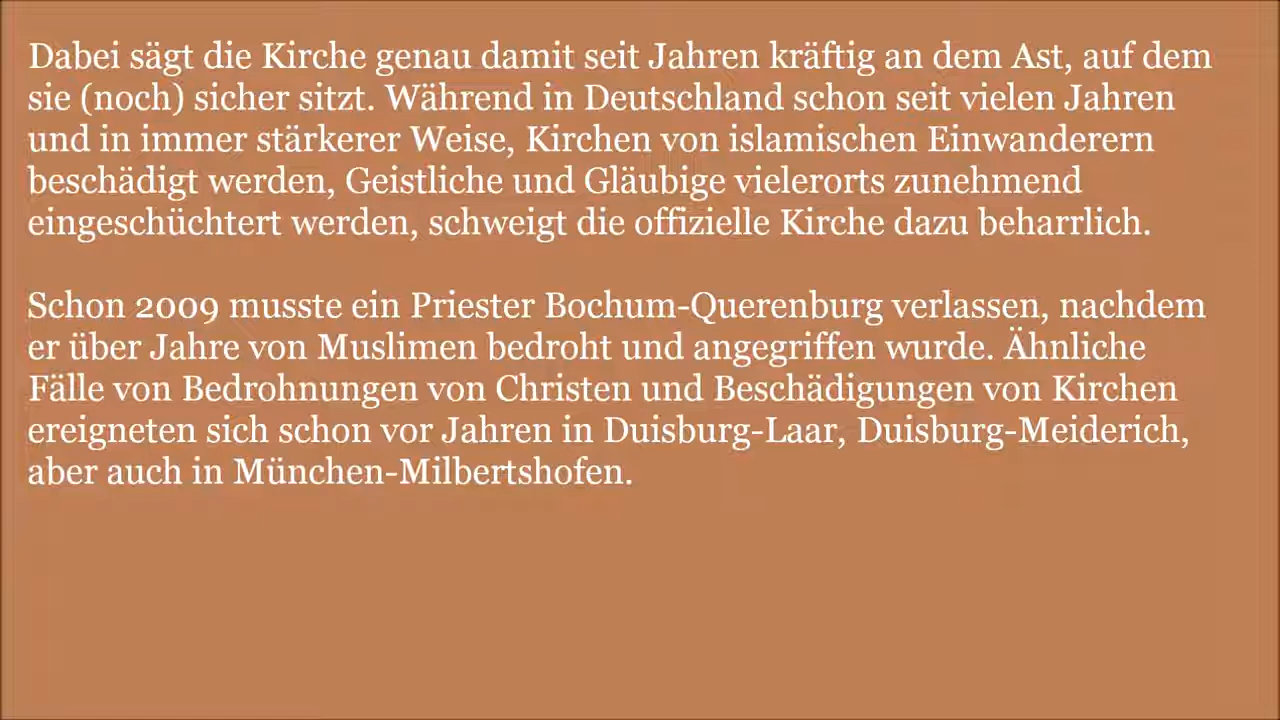 Dabei sägt die Kirche genau damit seit Jahren kräftig an dem Ast, auf dem
sie (noch) sicher sitzt. Während in Deutschland schon seit vielen Jahren
und in immer stärkerer Weise, Kirchen von islamischen Einwanderern
beschädigt werden, Geistliche und Gläubige vielerorts zunehmend
eingeschüchtert werden, schweigt die offizielle Kirche dazu beharrlich.
Schon 2009 musste ein Priester Bochum-Querenburg verlassen, nachdem
er über Jahre von Muslimen bedroht und angegriffen wurde. Ähnliche
Fälle von Bedrohnungen von Christen und Beschädigungen von Kirchen
ereigneten sich schon vor Jahren in Duisburg-Laar, Duisburg-Meiderich,
aber auch in München-Milbertshofen.